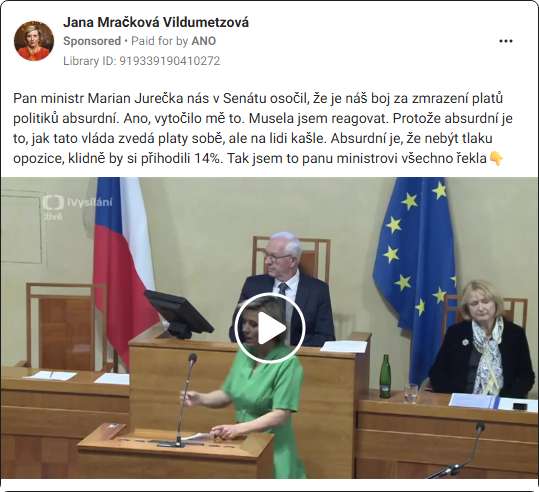 Jana Mračková Vildumetzová
Sponsored • Paid for by ANO
Library ID: 919339190410272
Pan ministr Marian Jurečka nás v Senátu osočil, že je náš boj za zmrazení platů
politiků absurdní. Ano, vytočilo mě to. Musela jsem reagovat. Protože absurdní je
to, jak tato vláda zvedá platy sobě, ale na lidi kašle. Absurdní je, že nebýt tlaku
opozice, klidně by si přihodili 14%. Tak jsem to panu ministrovi všechno řekla👇
iVysílání
živě